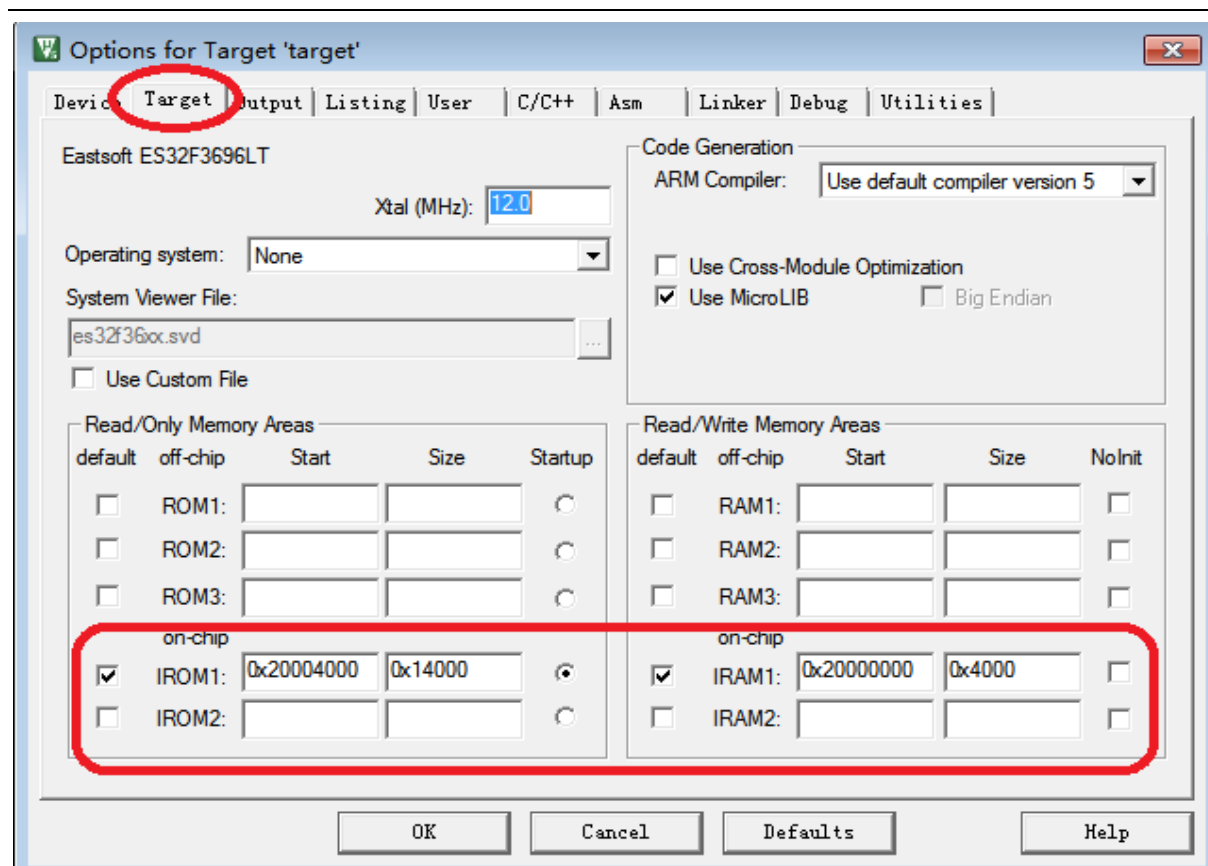 Options for Target 'target'
Device Target Output Listing User C/C++ Asm Linker Debug Utilities
Eastsoft ES32F3696LT
Xtal (MHz): 12.0
Operating system: None
System Viewer File:
es32f36xx.svd
...
Use Custom File
Code Generation
ARM Compiler: Use default compiler version 5
Use Cross-Module Optimization
Use MicroLIB Big Endian
Read/Only Memory Areas
default off-chip Start Size Startup
ROM1:
ROM2:
ROM3:
on-chip
IROM1: 0x20004000 0x14000
IROM2:
Read/Write Memory Areas
default off-chip Start Size NoInit
RAM1:
RAM2:
RAM3:
on-chip
IRAM1: 0x20000000 0x4000
IRAM2:
OK Cancel Defaults Help